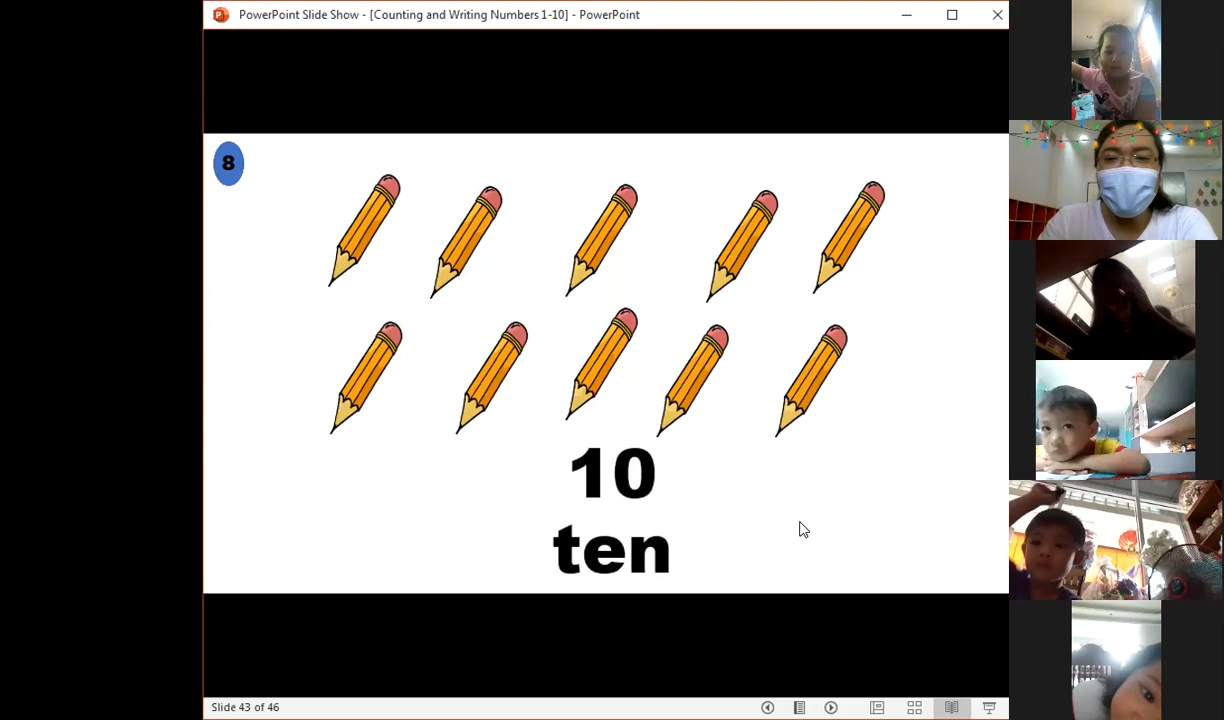 PowerPoint Slide Show - [Counting and Writing Numbers 1-10] - PowerPoint
8
10
ten
Slide 43 of 46